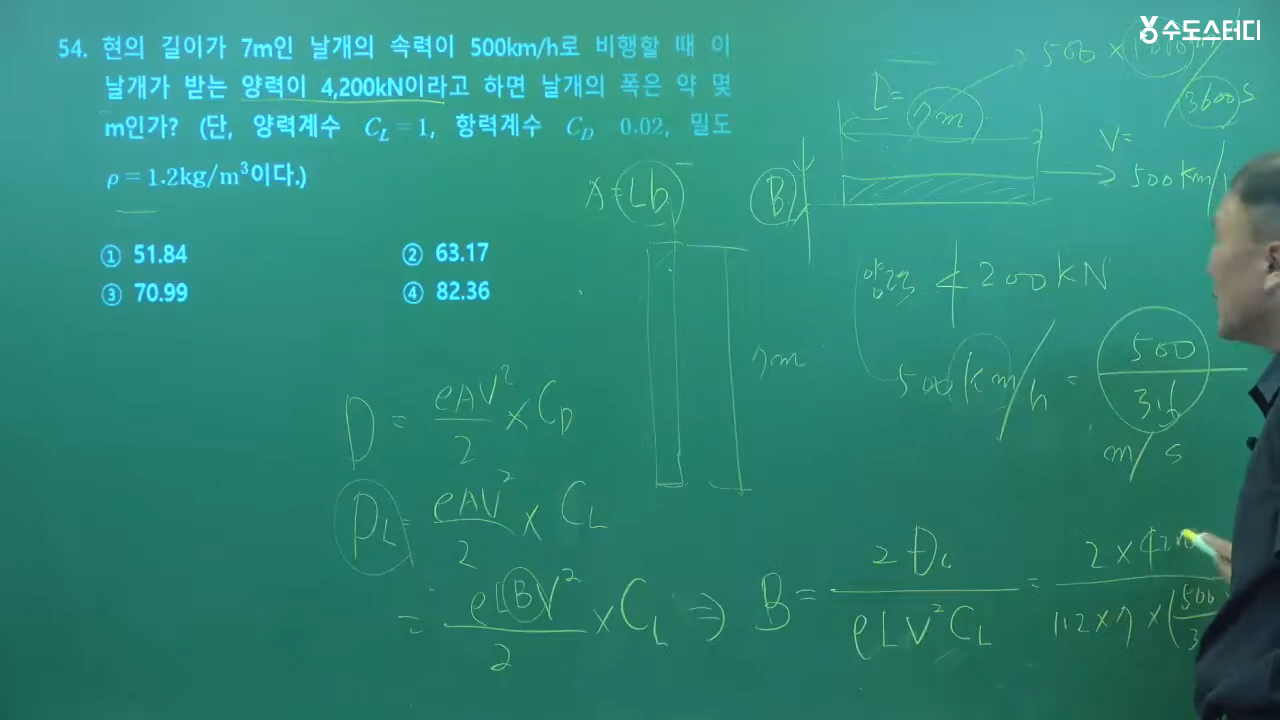 수도스터디
54. 현의 길이가 7m인 날개의 속력이 500km/h로 비행할 때 이
날개가 받는 양력이 4,200kN이라고 하면 날개의 폭은 약 몇
m인가? (단, 양력계수 C_L = 1, 항력계수 C_D = 0.02, 밀도
ρ = 1.2kg/m³이다.)
① 51.84 ② 63.17
③ 70.99 ④ 82.36
500 ×
3600 s
L=
7m
V=
500 km/
A = Lb
B
양력
4200 kN
7m
500 km/h = 500/36
m/s
D = ρAV²/2 × C_D
D_L = ρAV²/2 × C_L
= ρLBV²/2 × C_L ⇒ B = 2D_L/ρLV²C_L =
2 ×
1.2 × 7 × (500